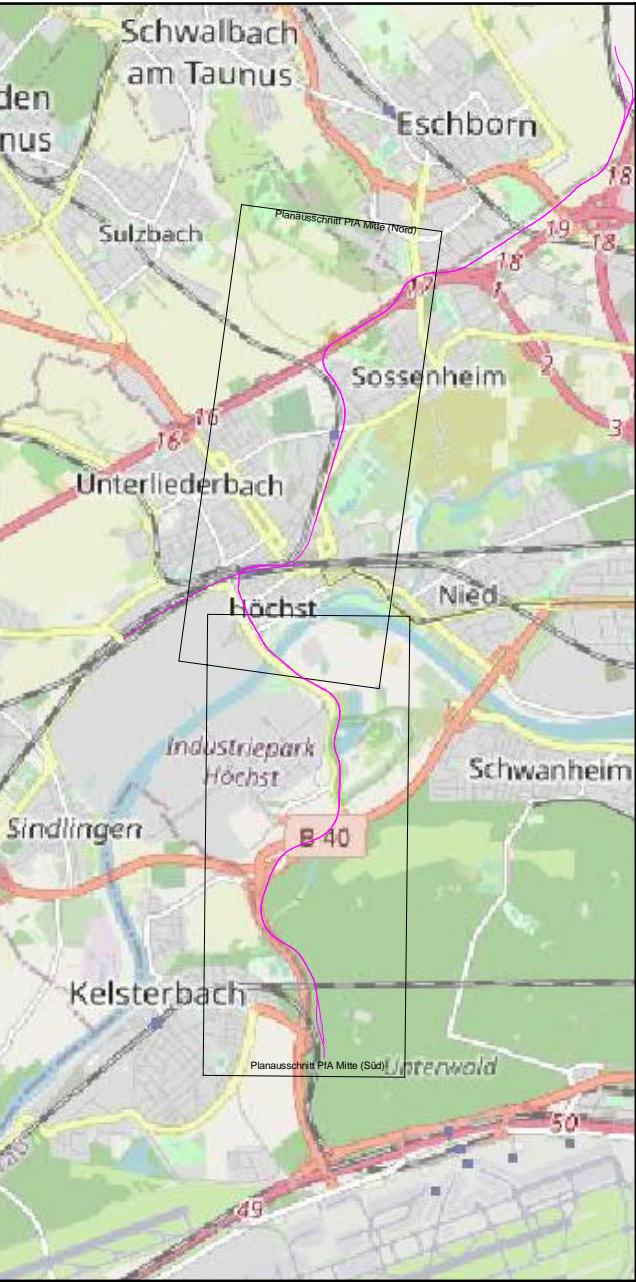 Schwalbach
am Taunus
den
nus
Eschborn
18
Planausschnitt PfA Mitte (Nord)
Sulzbach
19
18
18
17
1
2
Sossenheim
16
16
3
Unterliederbach
Nied
Höchst
Industriepark
Höchst
Schwanheim
Sindlingen
B 40
Kelsterbach
Planausschnitt PfA Mitte (Süd)
Unterwald
50
49